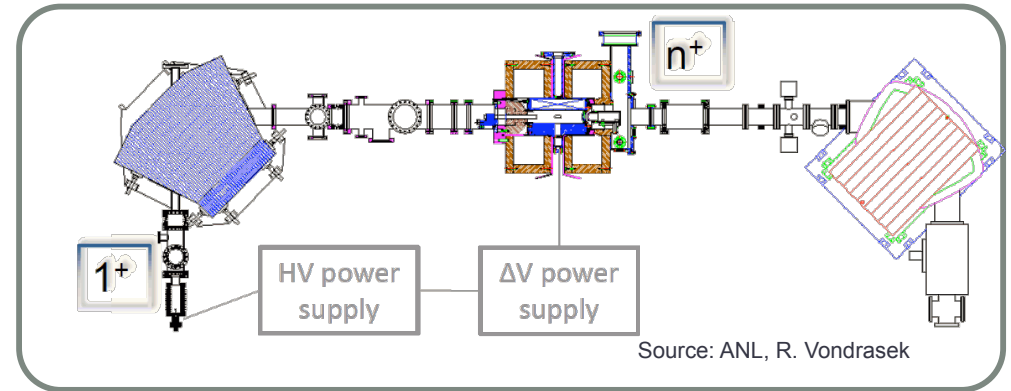 n+
1+
HV power
supply
ΔV power
supply
Source: ANL, R. Vondrasek